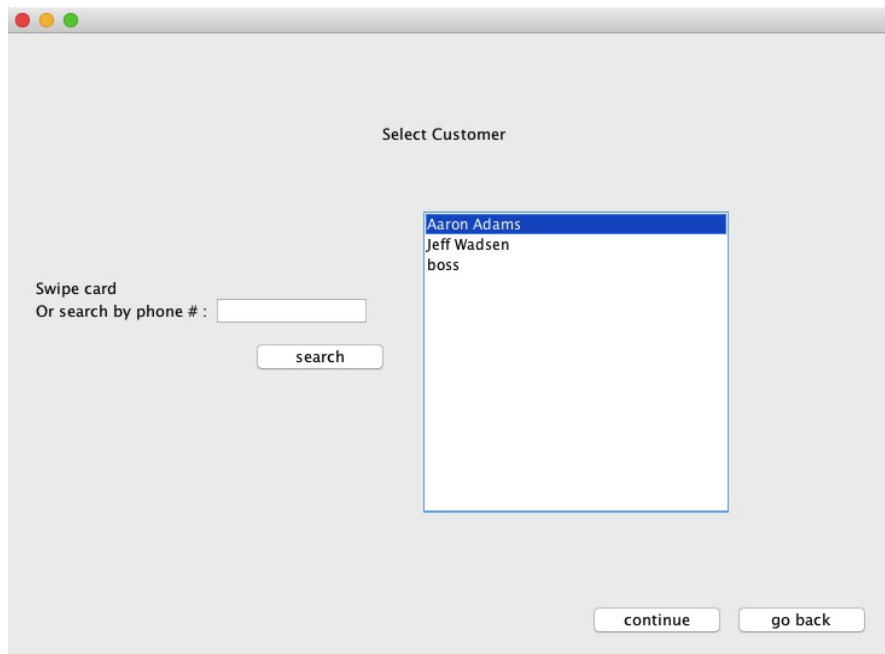 Select Customer
Aaron Adams
Jeff Wadsen
boss
Swipe card
Or search by phone # :
search
continue
go back